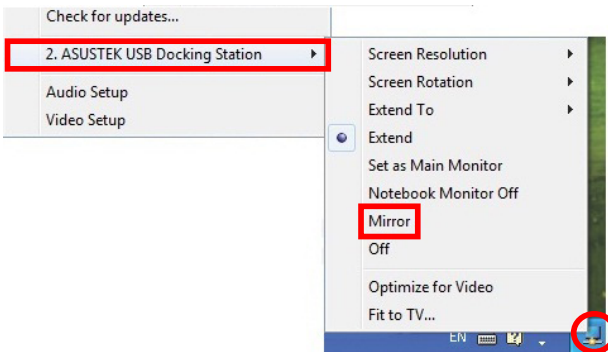 Check for updates...
2. ASUSTEK USB Docking Station
Audio Setup
Video Setup
Screen Resolution
Screen Rotation
Extend To
Extend
Set as Main Monitor
Notebook Monitor Off
Mirror
Off
Optimize for Video
Fit to TV...
EN